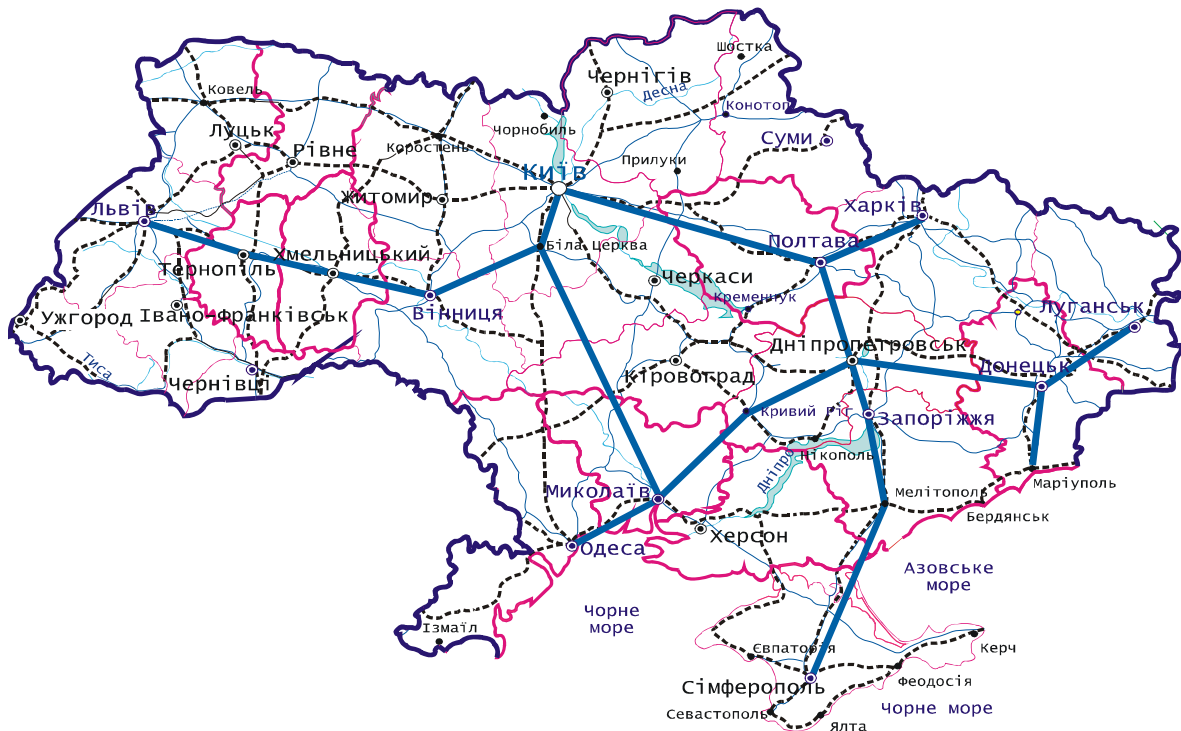 Шостка
Чернігів
Десна
Ковель
Конотоп
Чорнобиль
Луцьк
Суми
Рівне
Коростень
Прилуки
Київ
Житомир
Львів
Харків
Полтава
Біла Церква
Хмельницький
Тернопіль
Черкаси
Кременчук
Луганськ
Вінниця
Івано-Франківськ
Ужгород
Дніпропетровськ
Донецьк
Тиса
Кіровоград
Чернівці
Кривий Ріг
Запоріжжя
Нікополь
Дніпро
Маріуполь
Миколаїв
Мелітополь
Бердянськ
Херсон
Одеса
Азовське
море
Чорне
море
Ізмаїл
Керч
Євпаторія
Феодосія
Сімферополь
Чорне море
Севастополь
Ялта